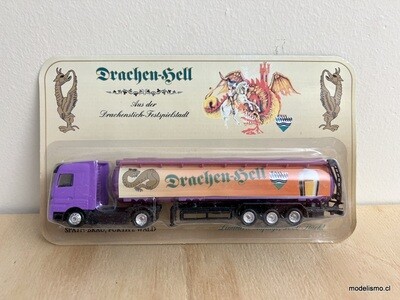 Drachen-Hell
Aus der
Drachenstich-Festspielstadt
Drachen-Hell
modelismo.cl